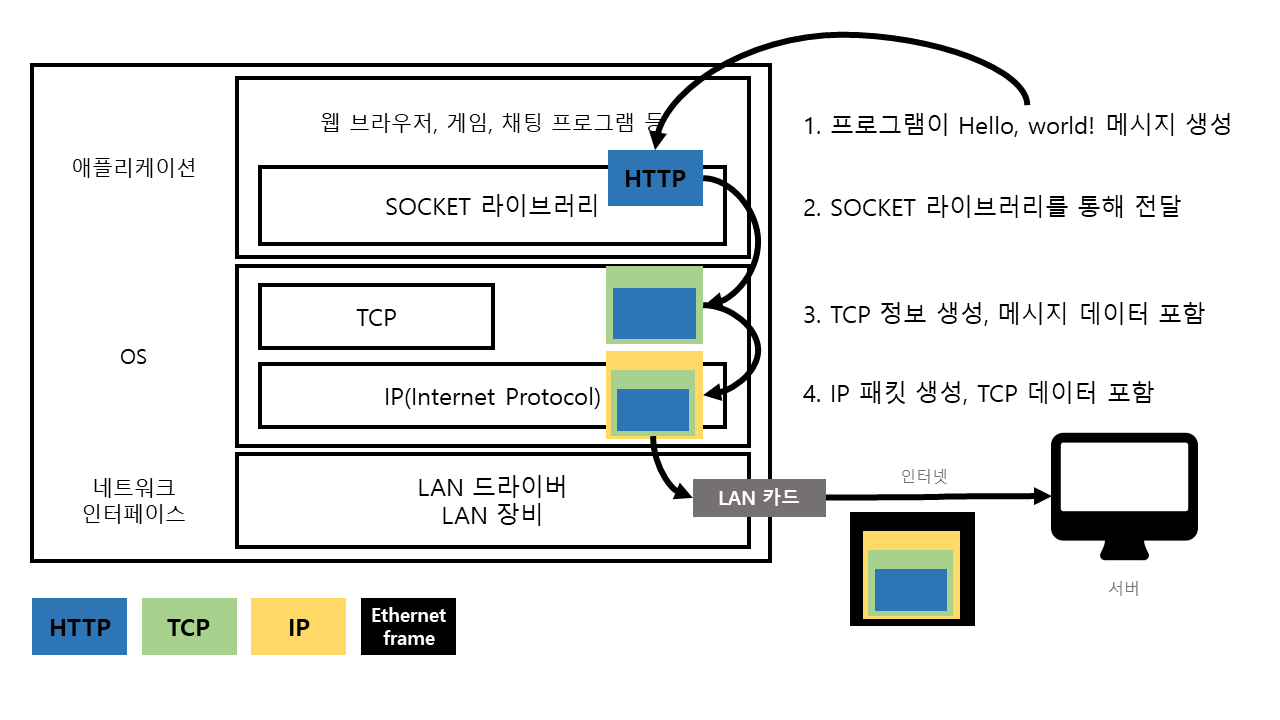 웹 브라우저, 게임, 채팅 프로그램 등
1. 프로그램이 Hello, world! 메시지 생성
애플리케이션
HTTP
SOCKET 라이브러리
2. SOCKET 라이브러리를 통해 전달
TCP
3. TCP 정보 생성, 메시지 데이터 포함
OS
IP(Internet Protocol)
4. IP 패킷 생성, TCP 데이터 포함
네트워크
인터페이스
LAN 드라이버
LAN 장비
LAN 카드
인터넷
서버
HTTP
TCP
IP
Ethernet
frame